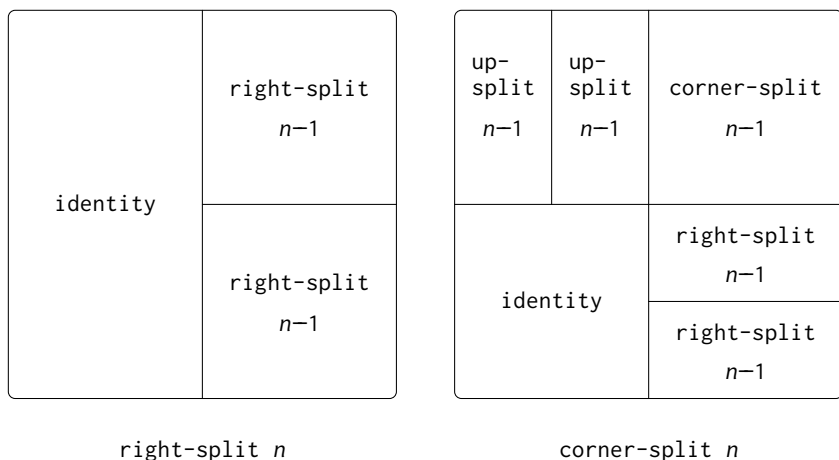 identity
right-split
n−1
right-split
n−1
right-split n
up-
split
n−1
up-
split
n−1
corner-split
n−1
identity
right-split
n−1
right-split
n−1
corner-split n